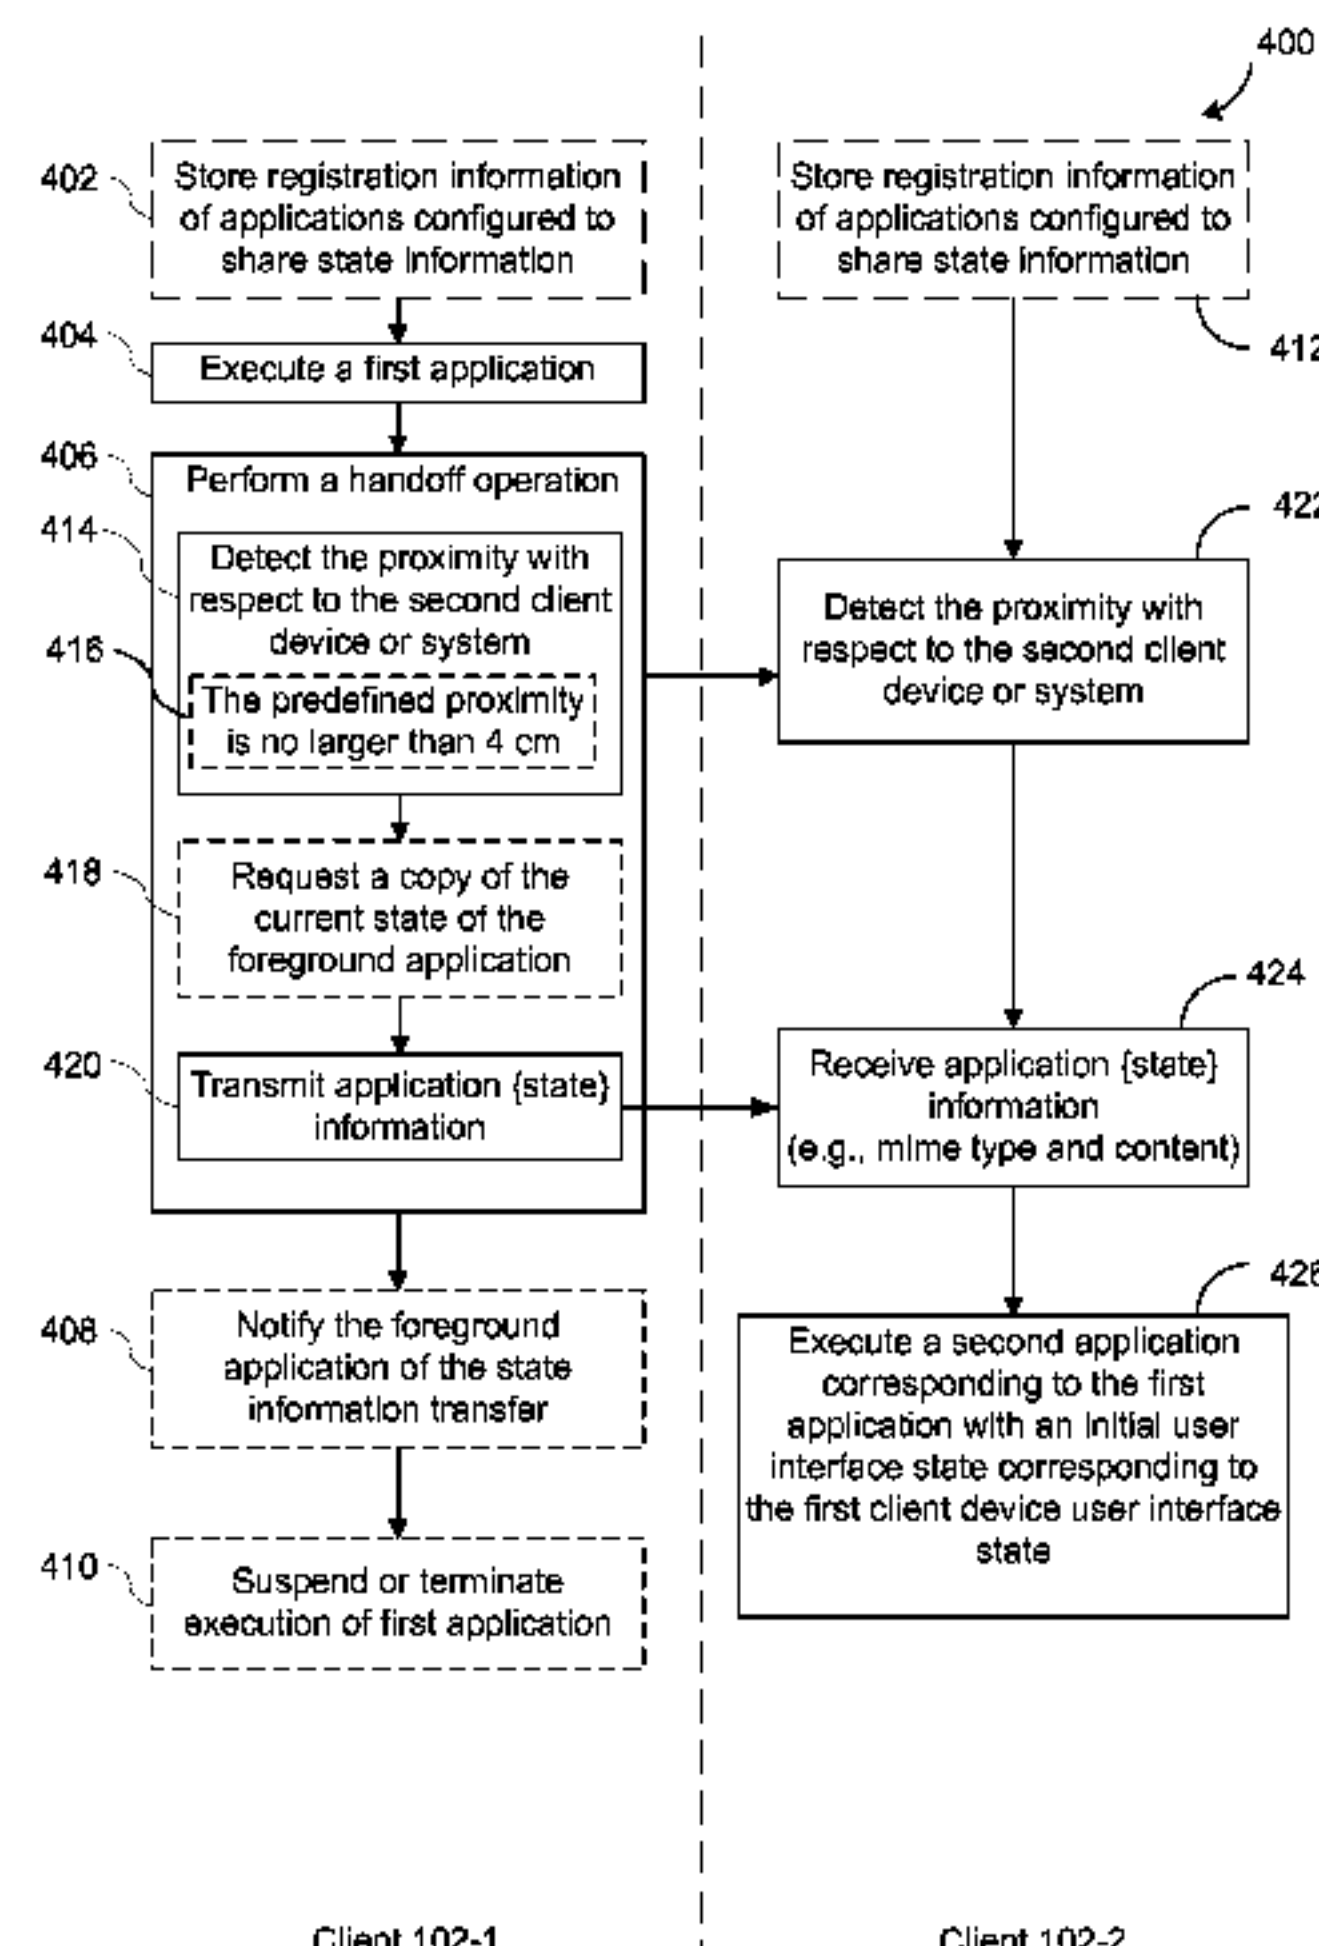 400
402
Store registration information
of applications configured to
share state information
404
Execute a first application
406
Perform a handoff operation
414
Detect the proximity with
respect to the second client
device or system
416
The predefined proximity
is no larger than 4 cm
418
Request a copy of the
current state of the
foreground application
420
Transmit application {state}
information
408
Notify the foreground
application of the state
information transfer
410
Suspend or terminate
execution of first application
Client 102-1
Store registration information
of applications configured to
share state information
412
422
Detect the proximity with
respect to the second client
device or system
424
Receive application {state}
information
(e.g., mime type and content)
426
Execute a second application
corresponding to the first
application with an initial user
interface state corresponding to
the first client device user interface
state
Client 102-2